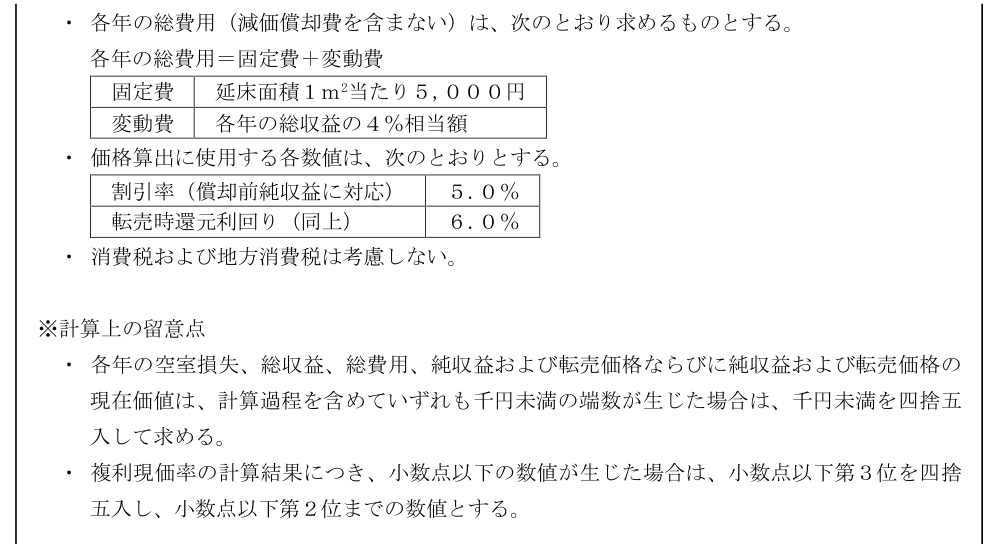 ・ 各年の総費用（減価償却費を含まない）は、次のとおり求めるものとする。
各年の総費用＝固定費＋変動費
固定費 延床面積１m²当たり５,０００円
変動費 各年の総収益の４%相当額
・ 価格算出に使用する各数値は、次のとおりとする。
割引率（償却前純収益に対応） ５.０%
転売時還元利回り（同上） ６.０%
・ 消費税および地方消費税は考慮しない。
※計算上の留意点
・ 各年の空室損失、総収益、総費用、純収益および転売価格ならびに純収益および転売価格の
現在価値は、計算過程を含めていずれも千円未満の端数が生じた場合は、千円未満を四捨五
入して求める。
・ 複利現価率の計算結果につき、小数点以下の数値が生じた場合は、小数点以下第３位を四捨
五入し、小数点以下第２位までの数値とする。